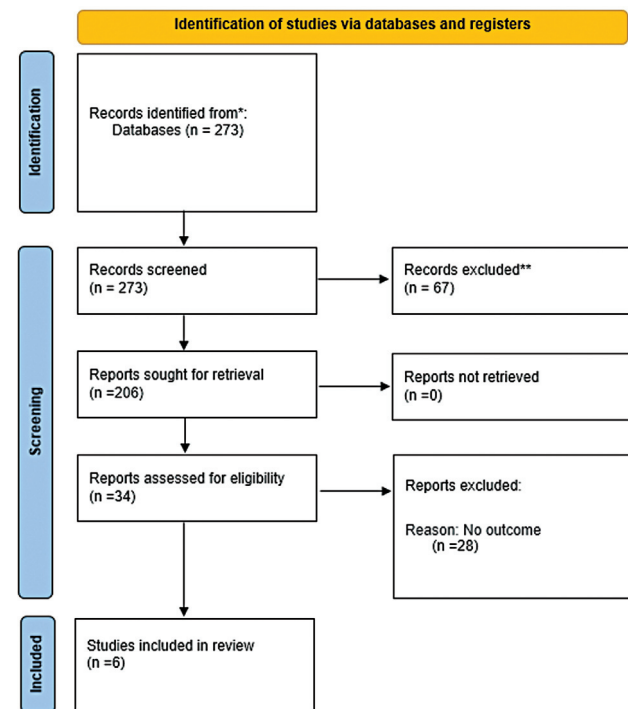 Identification of studies via databases and registers
Identification
Records identified from*:
Databases (n = 273)
Screening
Records screened
(n = 273)
Records excluded**
(n = 67)
Reports sought for retrieval
(n =206)
Reports not retrieved
(n =0)
Reports assessed for eligibility
(n =34)
Reports excluded:
Reason: No outcome
(n =28)
Included
Studies included in review
(n =6)